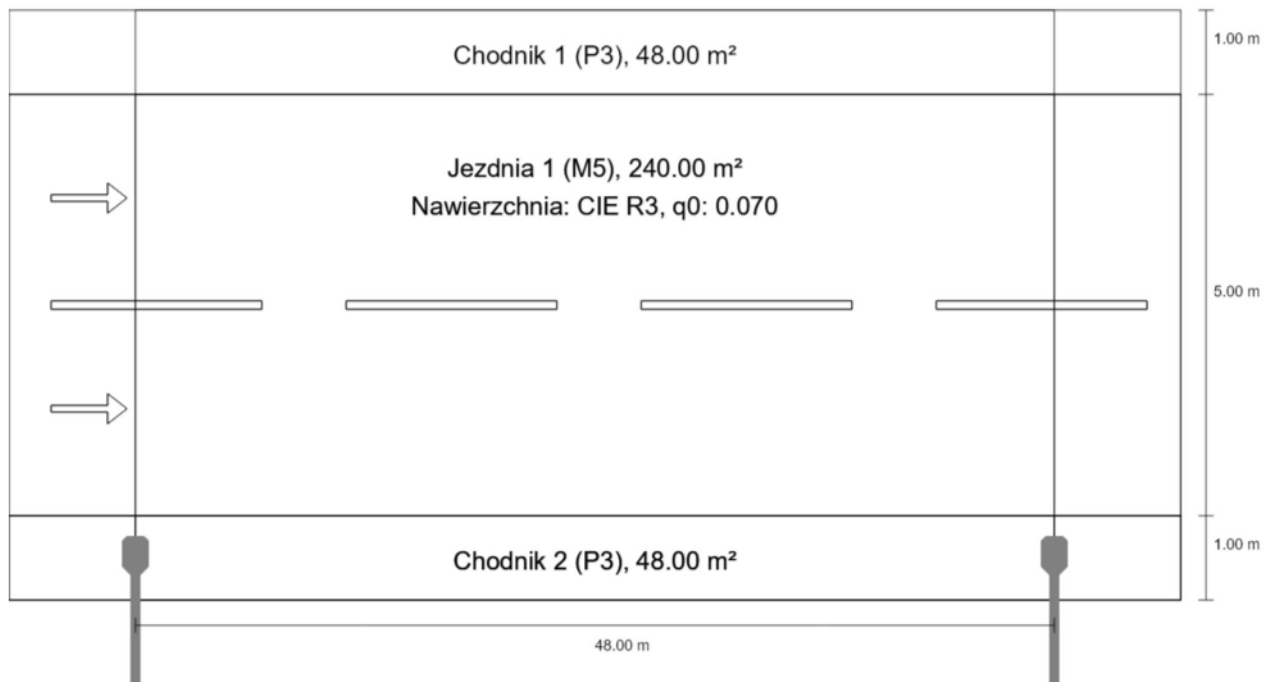 Chodnik 1 (P3), 48.00 m²
1.00 m
Jezdnia 1 (M5), 240.00 m²
Nawierzchnia: CIE R3, q0: 0.070
5.00 m
Chodnik 2 (P3), 48.00 m²
1.00 m
48.00 m